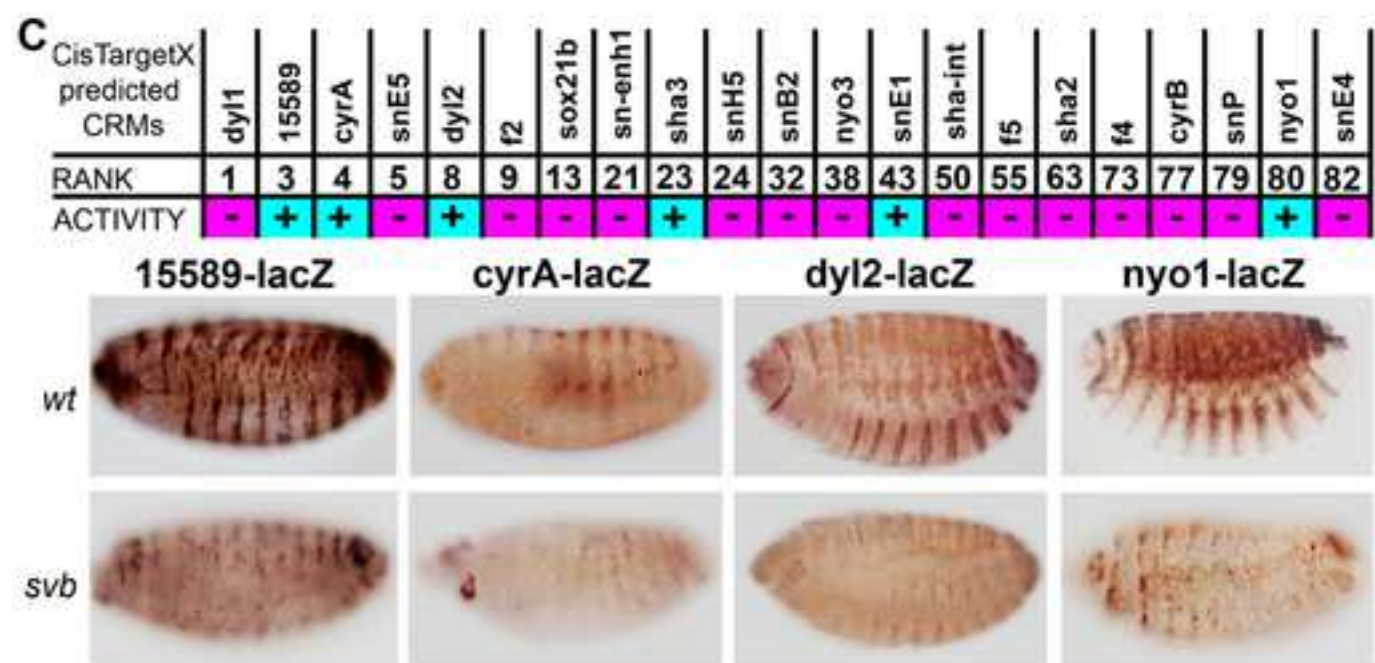 C
CisTargetX
predicted
CRMs
dyl1 15589 cyrA snE5 dyl2 f2 sox21b sn-enh1 sha3 snH5 snB2 nyo3 snE1 sha-int f5 sha2 f4 cyrB snP nyo1 snE4
RANK 1 3 4 5 8 9 13 21 23 24 32 38 43 50 55 63 73 77 79 80 82
ACTIVITY - + + - + - - - + - - - + - - - - - - + -
15589-lacZ cyrA-lacZ dyl2-lacZ nyo1-lacZ
wt
svb